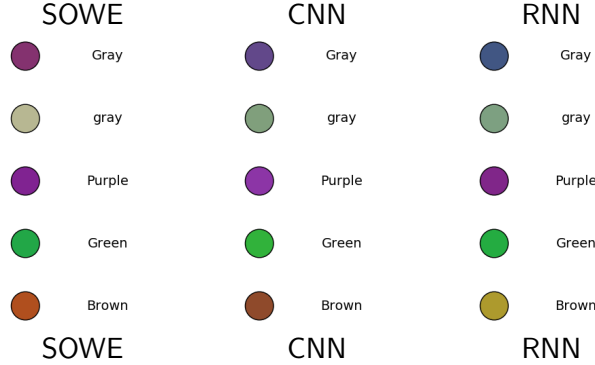 SOWE CNN RNN
Gray Gray Gray
gray gray gray
Purple Purple Purple
Green Green Green
Brown Brown Brown
SOWE CNN RNN